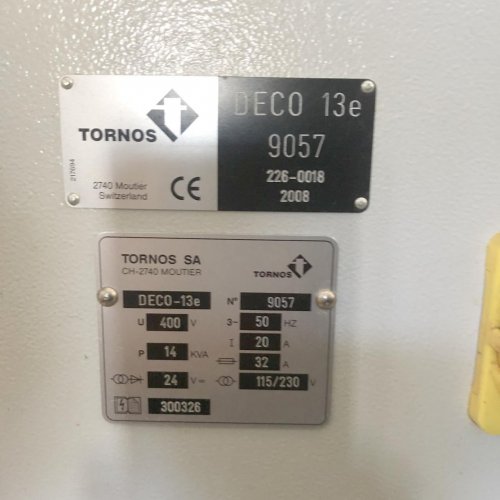 TORNOS
DECO 13e
9057
226-0018
2008
217694
2740 Moutier
Switzerland
CE
TORNOS SA
CH-2740 MOUTIER
TORNOS
DECO-13e N° 9057
U 400 V 3~ 50 HZ
I 20 A
P 14 KVA
32 A
24 V 115/230 V
300326